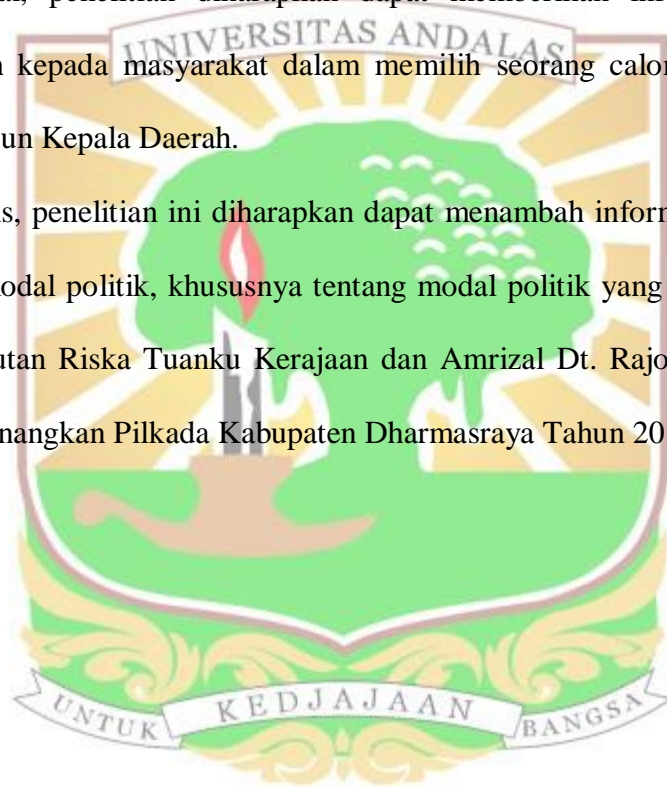 penelitian diharapkan dapat memberikan
UNIVERSITAS ANDALAS
kepada masyarakat dalam memilih seorang calon
un Kepala Daerah.
s, penelitian ini diharapkan dapat menambah inform
odal politik, khususnya tentang modal politik yang
utan Riska Tuanku Kerajaan dan Amrizal Dt. Rajo
nangkan Pilkada Kabupaten Dharmasraya Tahun 20
UNTUK KEDJAJAAN BANGSA